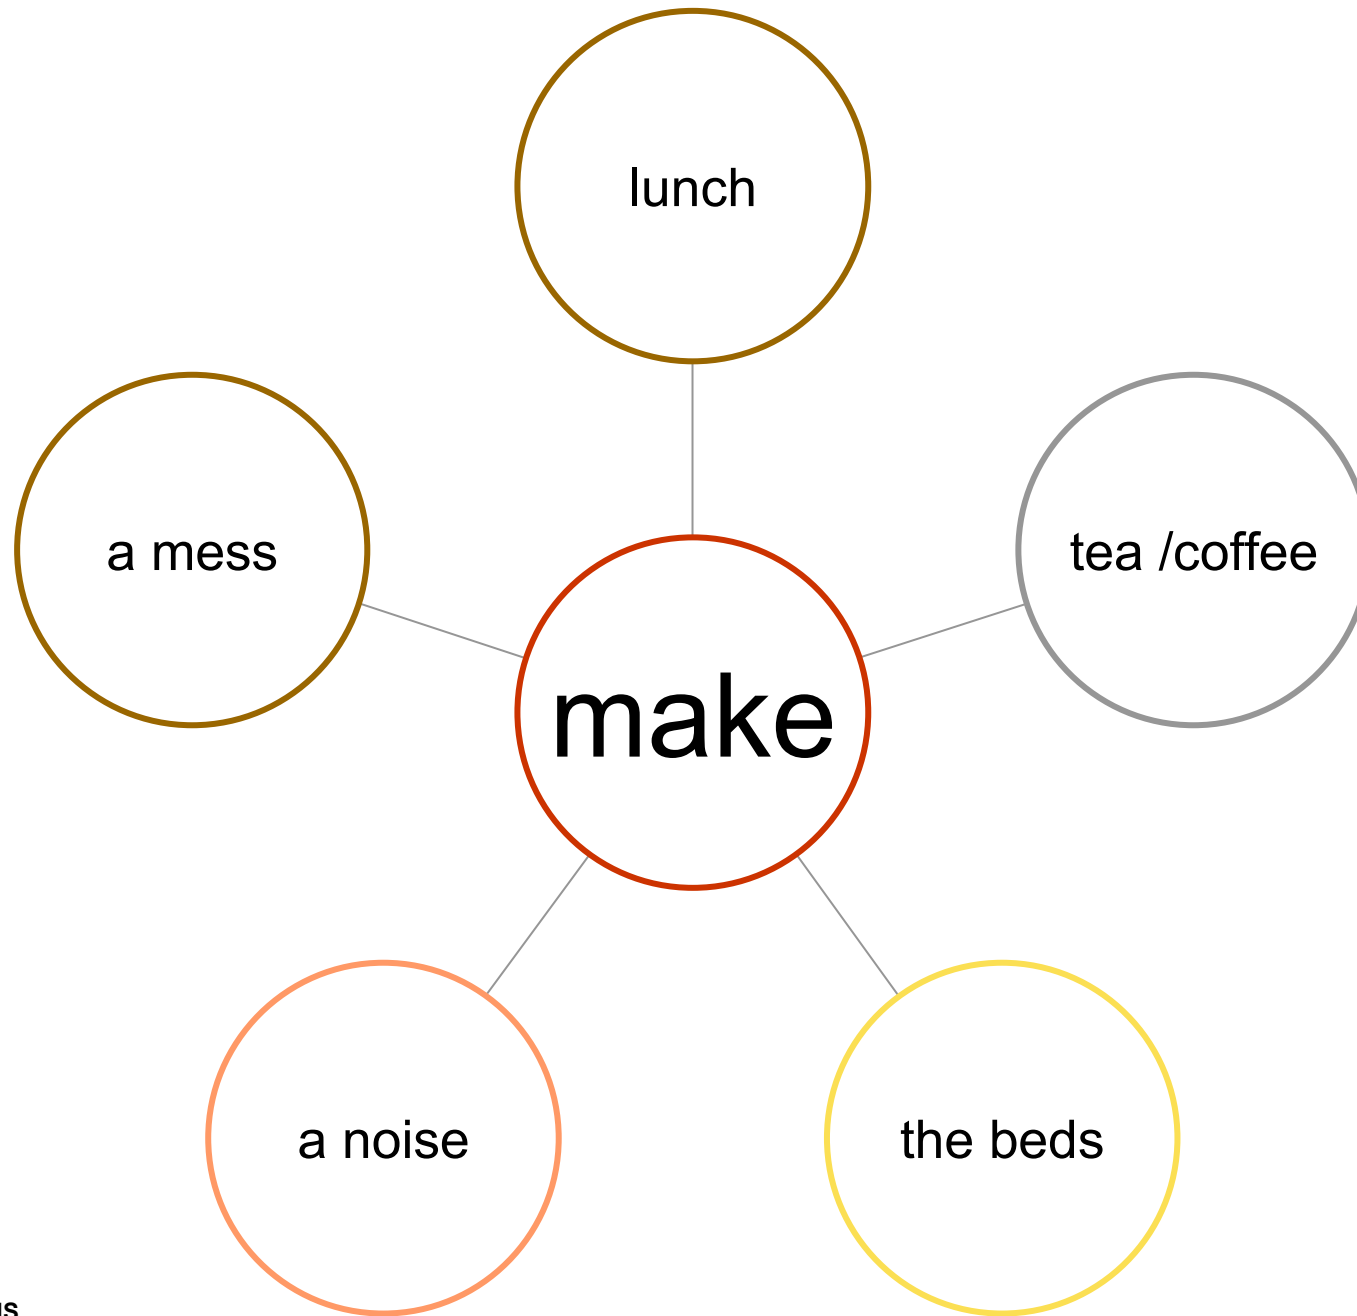 lunch
a mess
tea /coffee
make
a noise
the beds